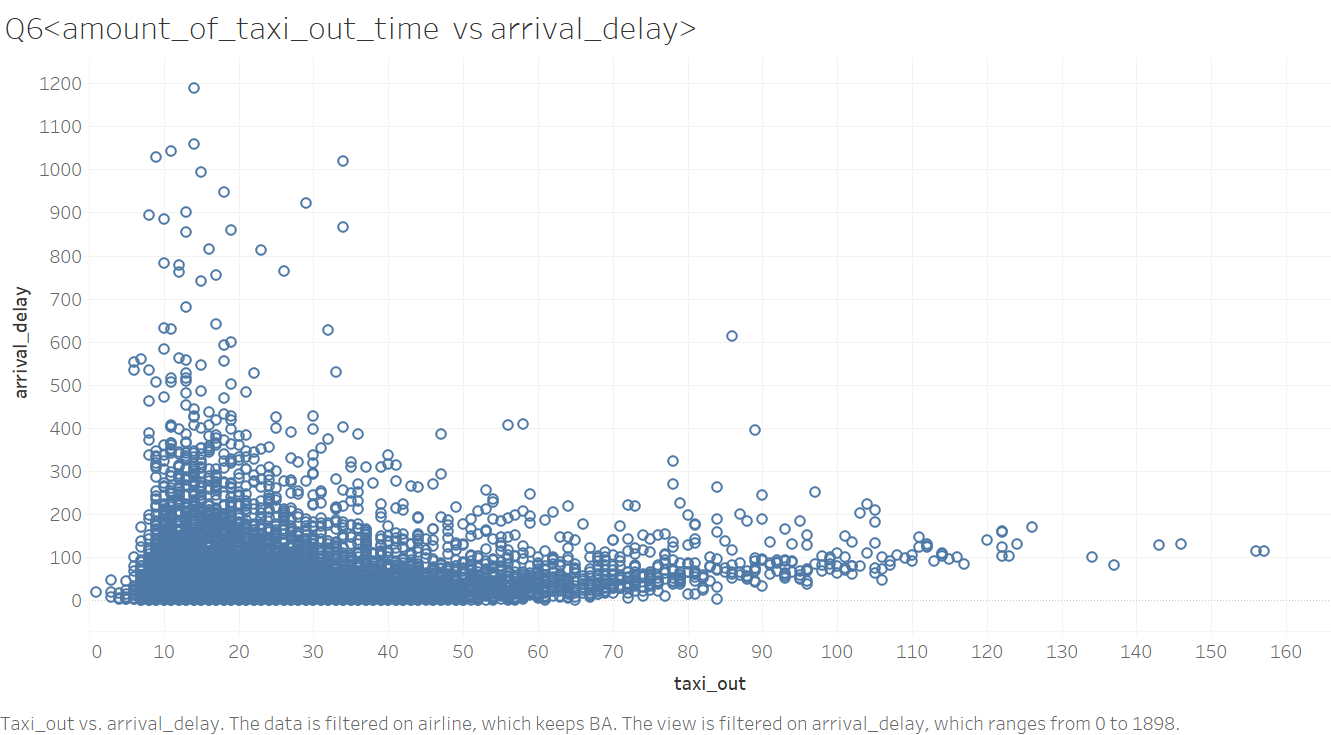 Q6<amount_of_taxi_out_time vs arrival_delay>
1200
1100
1000
900
800
700
600
500
400
300
200
100
0
arrival_delay
0 10 20 30 40 50 60 70 80 90 100 110 120 130 140 150 160
taxi_out
Taxi_out vs. arrival_delay. The data is filtered on airline, which keeps BA. The view is filtered on arrival_delay, which ranges from 0 to 1898.